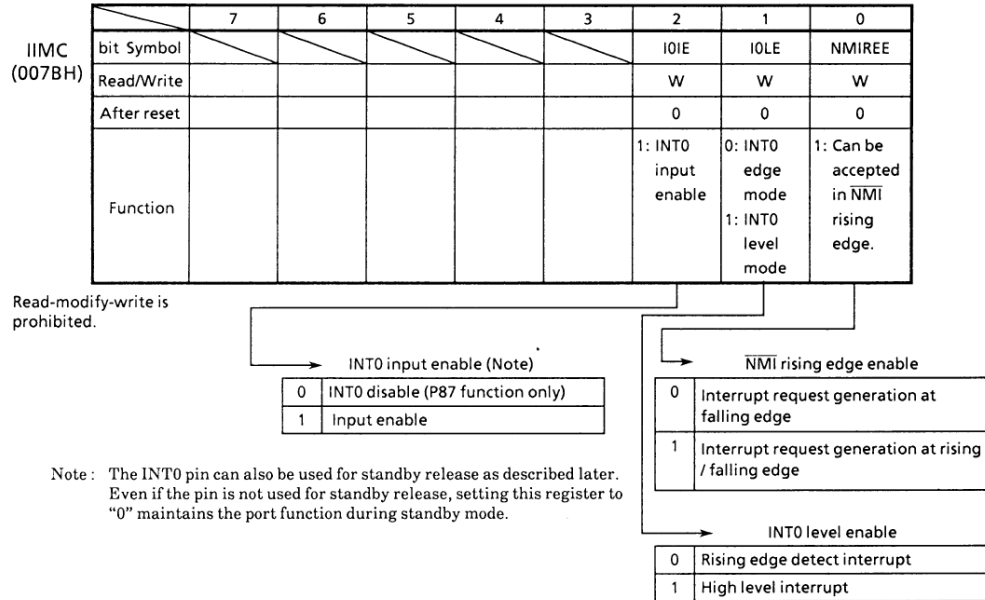 7 6 5 4 3 2 1 0
IIMC
(007BH)
bit Symbol I0IE I0LE NMIREE
Read/Write W W W
After reset 0 0 0
Function
1: INT0
input
enable
0: INT0
edge
mode
1: INT0
level
mode
1: Can be
accepted
in NMI
rising
edge.
Read-modify-write is
prohibited.
INT0 input enable (Note)
0 INT0 disable (P87 function only)
1 Input enable
NMI rising edge enable
0 Interrupt request generation at
falling edge
1 Interrupt request generation at rising
/ falling edge
Note : The INT0 pin can also be used for standby release as described later.
Even if the pin is not used for standby release, setting this register to
“0” maintains the port function during standby mode.
INT0 level enable
0 Rising edge detect interrupt
1 High level interrupt